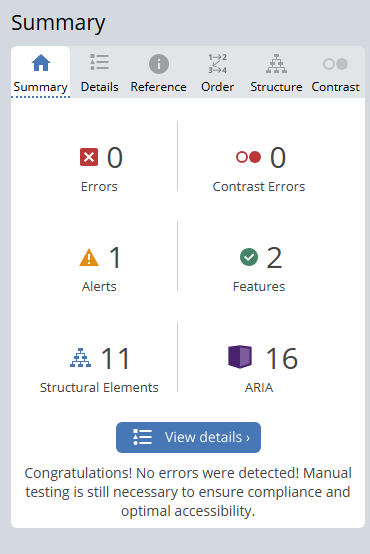 Summary
Summary Details Reference Order Structure Contrast
0 0
Errors Contrast Errors
1 2
Alerts Features
11 16
Structural Elements ARIA
View details ›
Congratulations! No errors were detected! Manual
testing is still necessary to ensure compliance and
optimal accessibility.